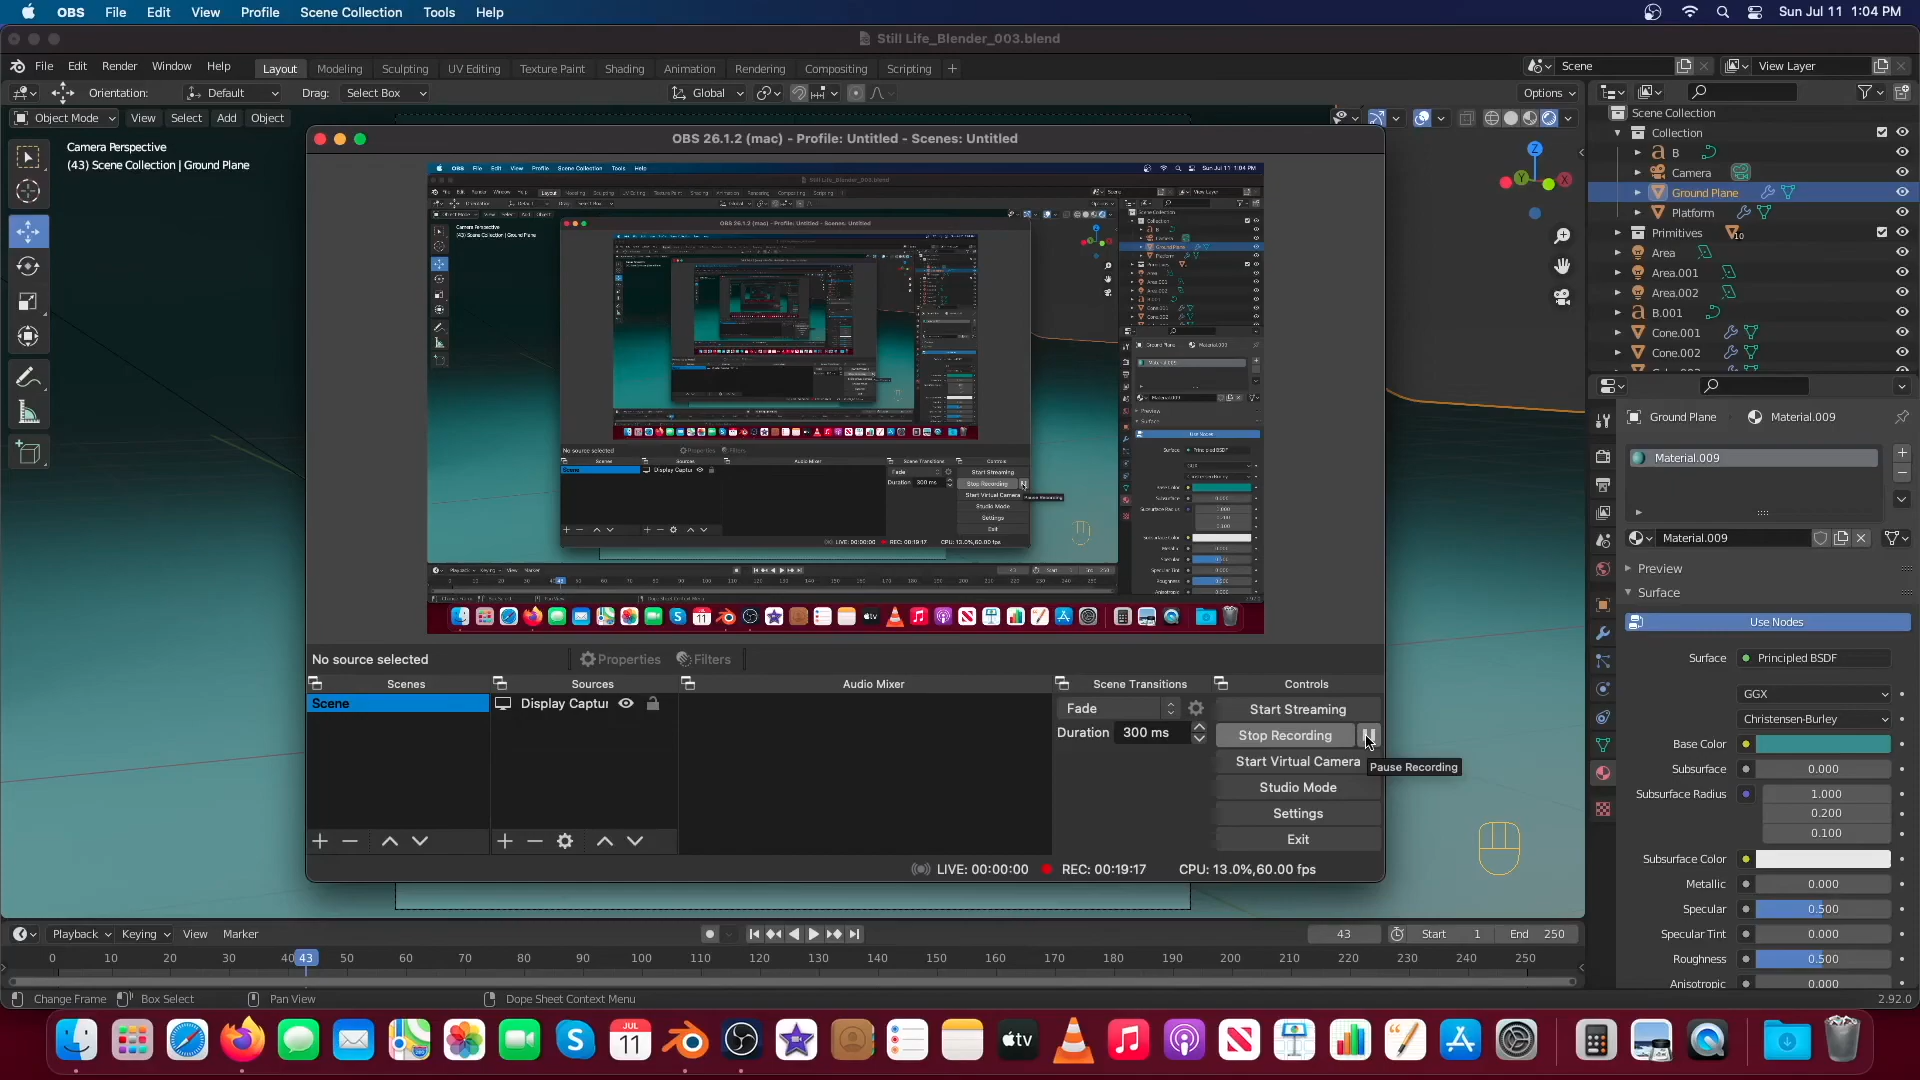 OBS File Edit View Profile Scene Collection Tools Help Sun Jul 11 1:04 PM
Still Life_Blender_003.blend
File Edit Render Window Help Layout Modeling Sculpting UV Editing Texture Paint Shading Animation Rendering Compositing Scripting + Scene View Layer
Orientation: Default Drag: Select Box Global Options
Object Mode View Select Add Object
Camera Perspective
(43) Scene Collection | Ground Plane
OBS 26.1.2 (mac) - Profile: Untitled - Scenes: Untitled
Scene Collection
Collection
B
Camera
Ground Plane
Platform
Primitives 10
Area
Area.001
Area.002
B.001
Cone.001
Cone.002
Ground Plane Material.009
Material.009
Material.009
Preview
Surface
Use Nodes
Surface Principled BSDF
GGX
Christensen-Burley
Base Color
Subsurface 0.000
Subsurface Radius 1.000
0.200
0.100
Subsurface Color
Metallic 0.000
Specular 0.500
Specular Tint 0.000
Roughness 0.500
Anisotropic 0.000
No source selected Properties Filters
Scenes Sources Audio Mixer Scene Transitions Controls
Scene Display Captur Fade Start Streaming
Duration 300 ms Stop Recording
Start Virtual Camera
Pause Recording
Studio Mode
Settings
Exit
LIVE: 00:00:00 REC: 00:19:17 CPU: 13.0%,60.00 fps
Playback Keying View Marker 43 Start 1 End 250
0 10 20 30 40 43 50 60 70 80 90 100 110 120 130 140 150 160 170 180 190 200 210 220 230 240 250
Change Frame Box Select Pan View Dope Sheet Context Menu 2.92.0
JUL
11
tv